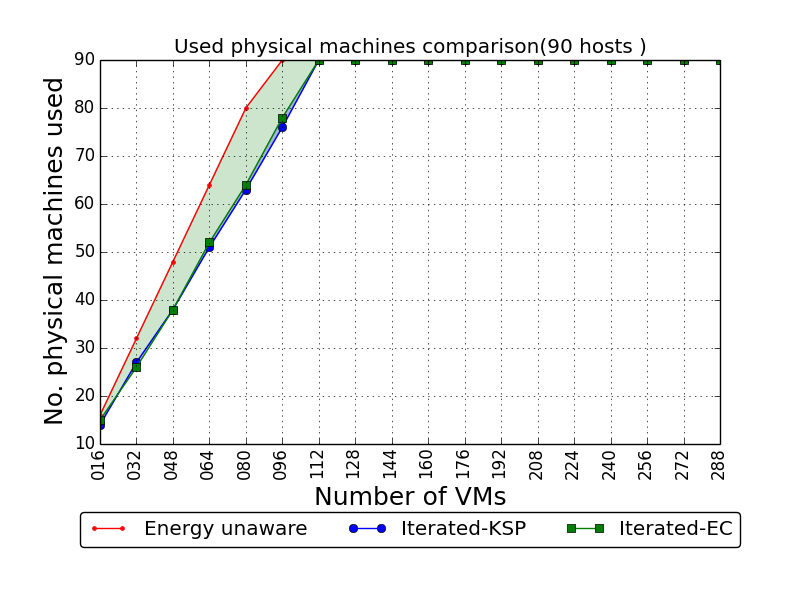 Used physical machines comparison(90 hosts )
No. physical machines used
90
80
70
60
50
40
30
20
10
016 032 048 064 080 096 112 128 144 160 176 192 208 224 240 256 272 288
Number of VMs
Energy unaware Iterated-KSP Iterated-EC